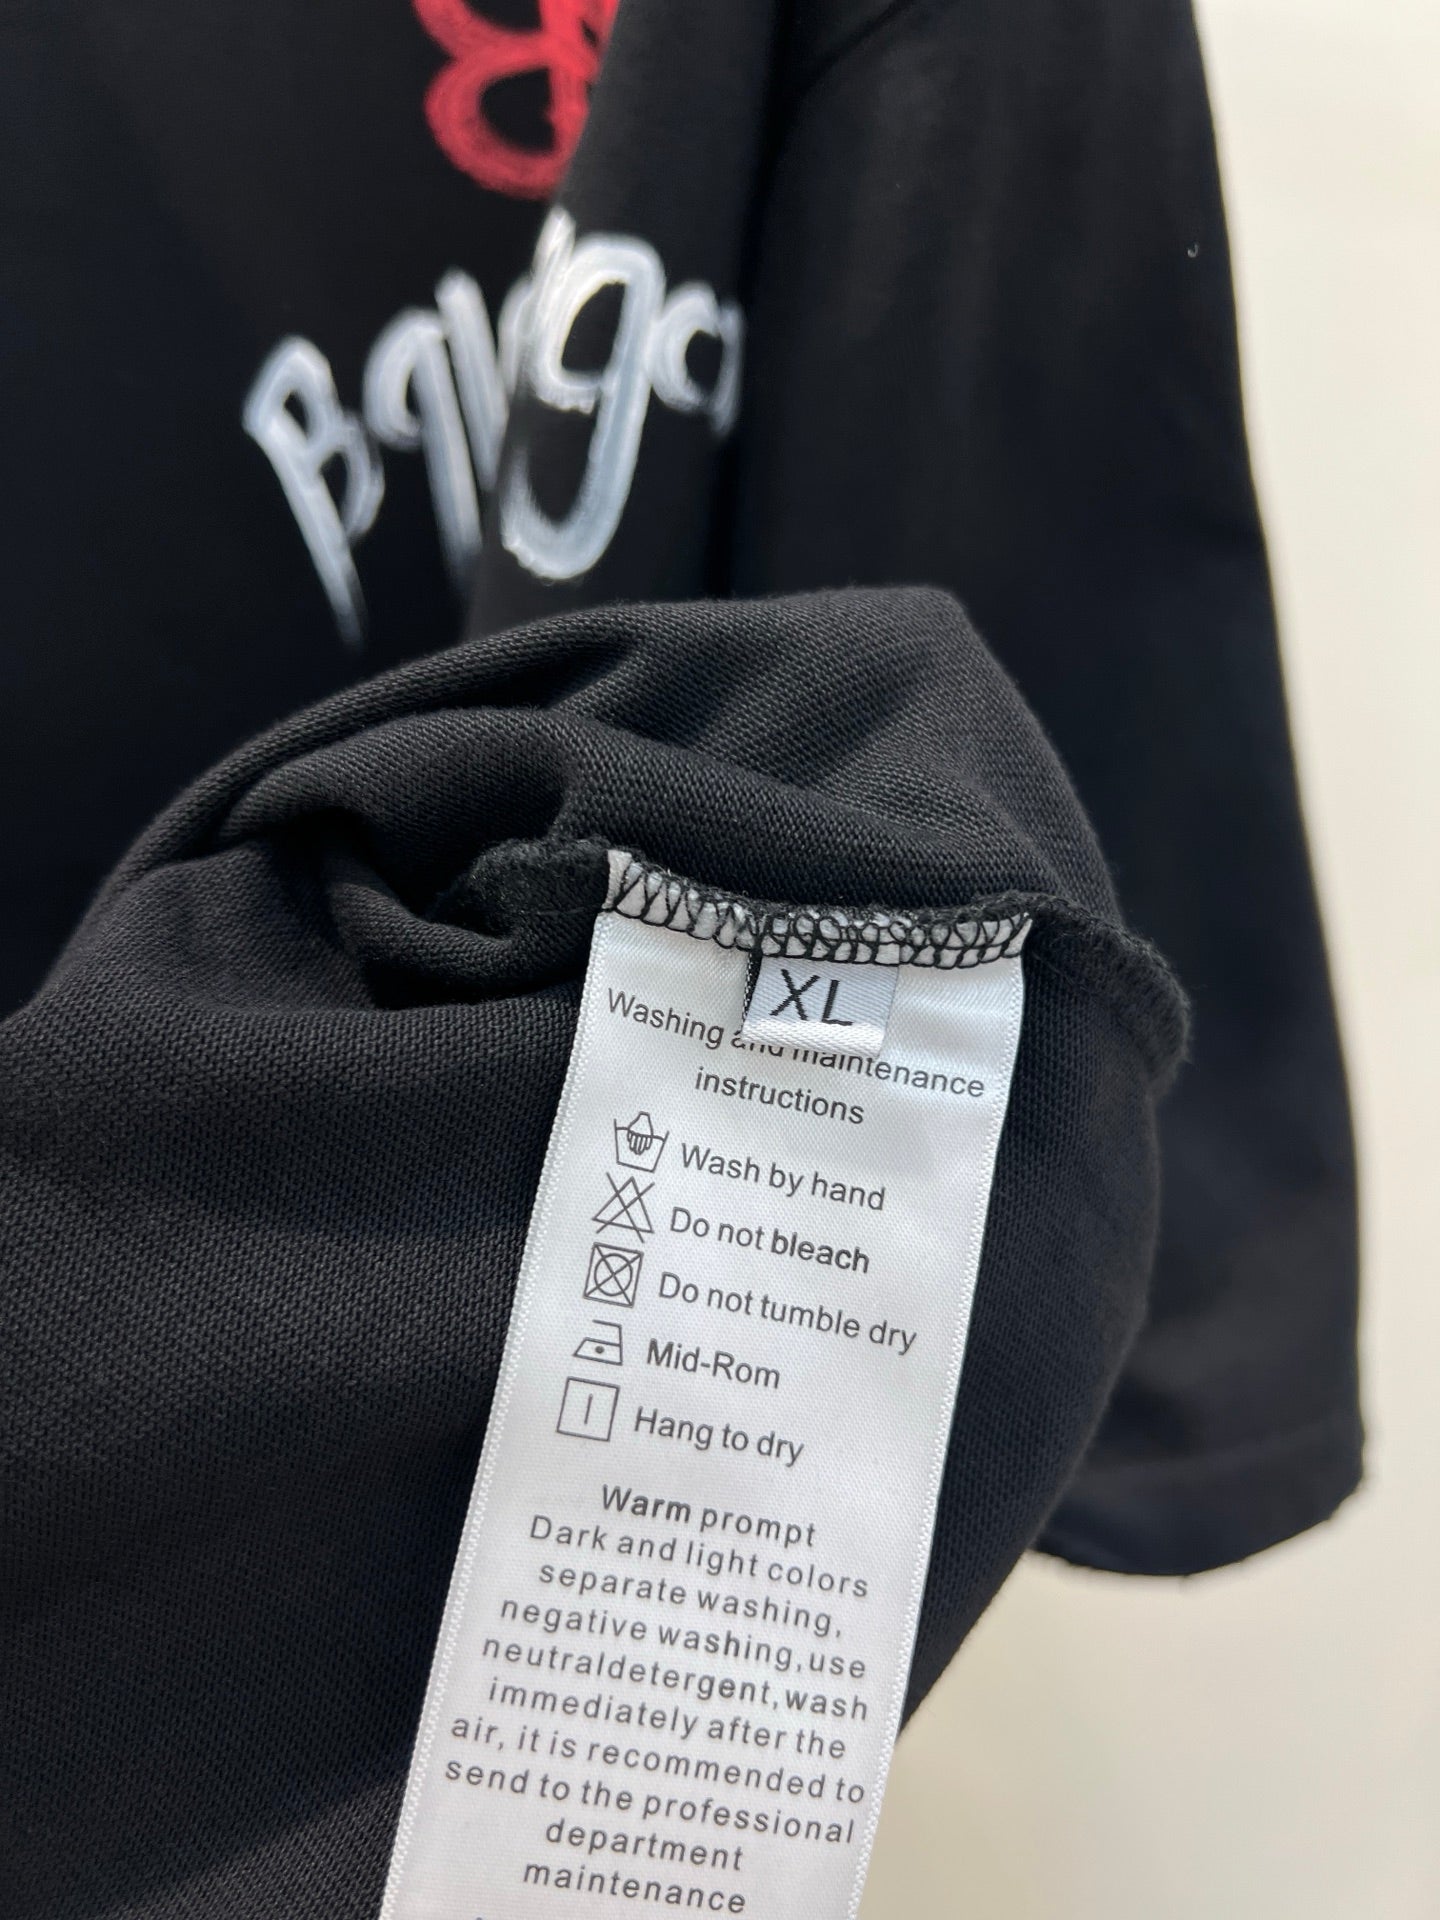 XL
Washing and maintenance
instructions
Wash by hand
Do not bleach
Do not tumble dry
Mid-Rom
Hang to dry
Warm prompt
Dark and light colors
separate washing,
negative washing,use
neutraldetergent,wash
immediately after the
air, it is recommended to
send to the professional
department
maintenance